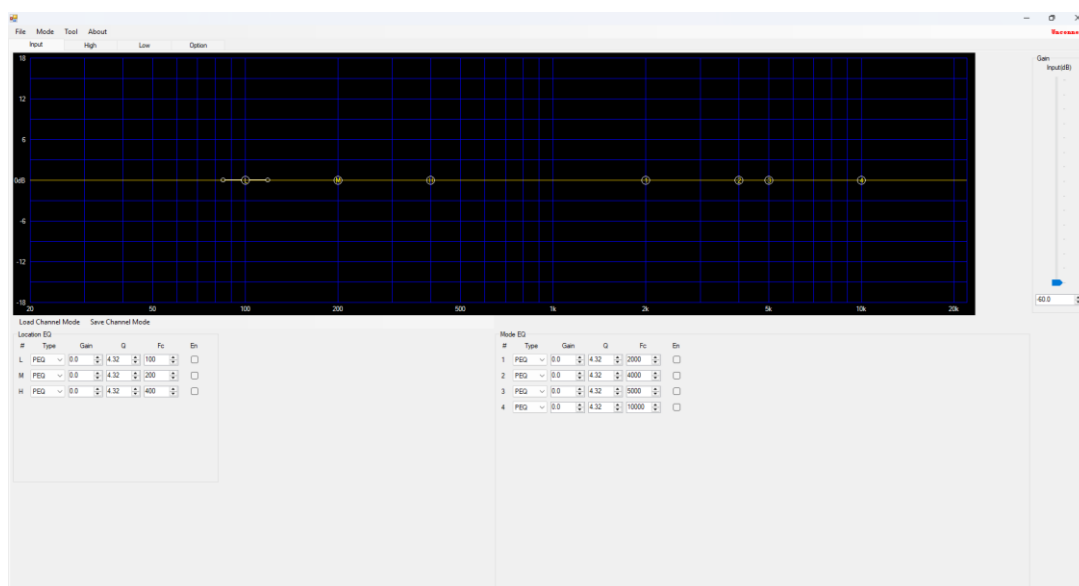 File Mode Tool About
Input High Low Option
Gain
Input(dB)
18
12
6
0dB
L M H 1 2 3 4
-6
-12
-18
20 50 100 200 500 1k 2k 5k 10k 20k
-60.0
Load Channel Mode Save Channel Mode
Location EQ
# Type Gain Q Fc En
L PEQ 0.0 4.32 100
M PEQ 0.0 4.32 200
H PEQ 0.0 4.32 400
Mode EQ
# Type Gain Q Fc En
1 PEQ 0.0 4.32 2000
2 PEQ 0.0 4.32 4000
3 PEQ 0.0 4.32 5000
4 PEQ 0.0 4.32 10000